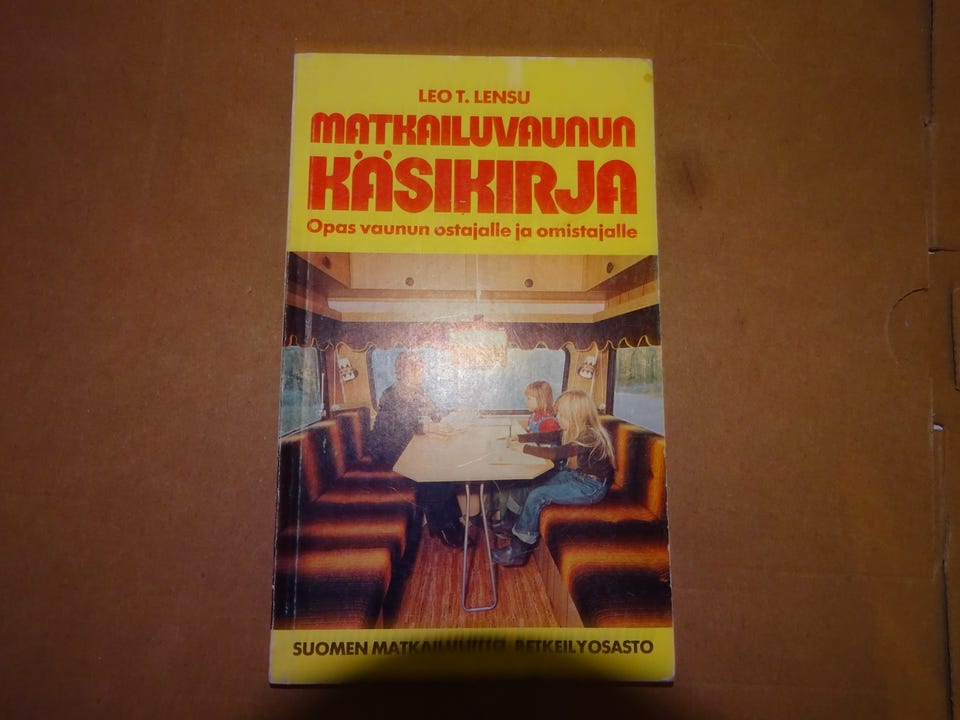 LEO T. LENSU
MATKAILUVAUNUN
KÄSIKIRJA
Opas vaunun ostajalle ja omistajalle
SUOMEN MATKAILULIITTO RETKEILYOSASTO